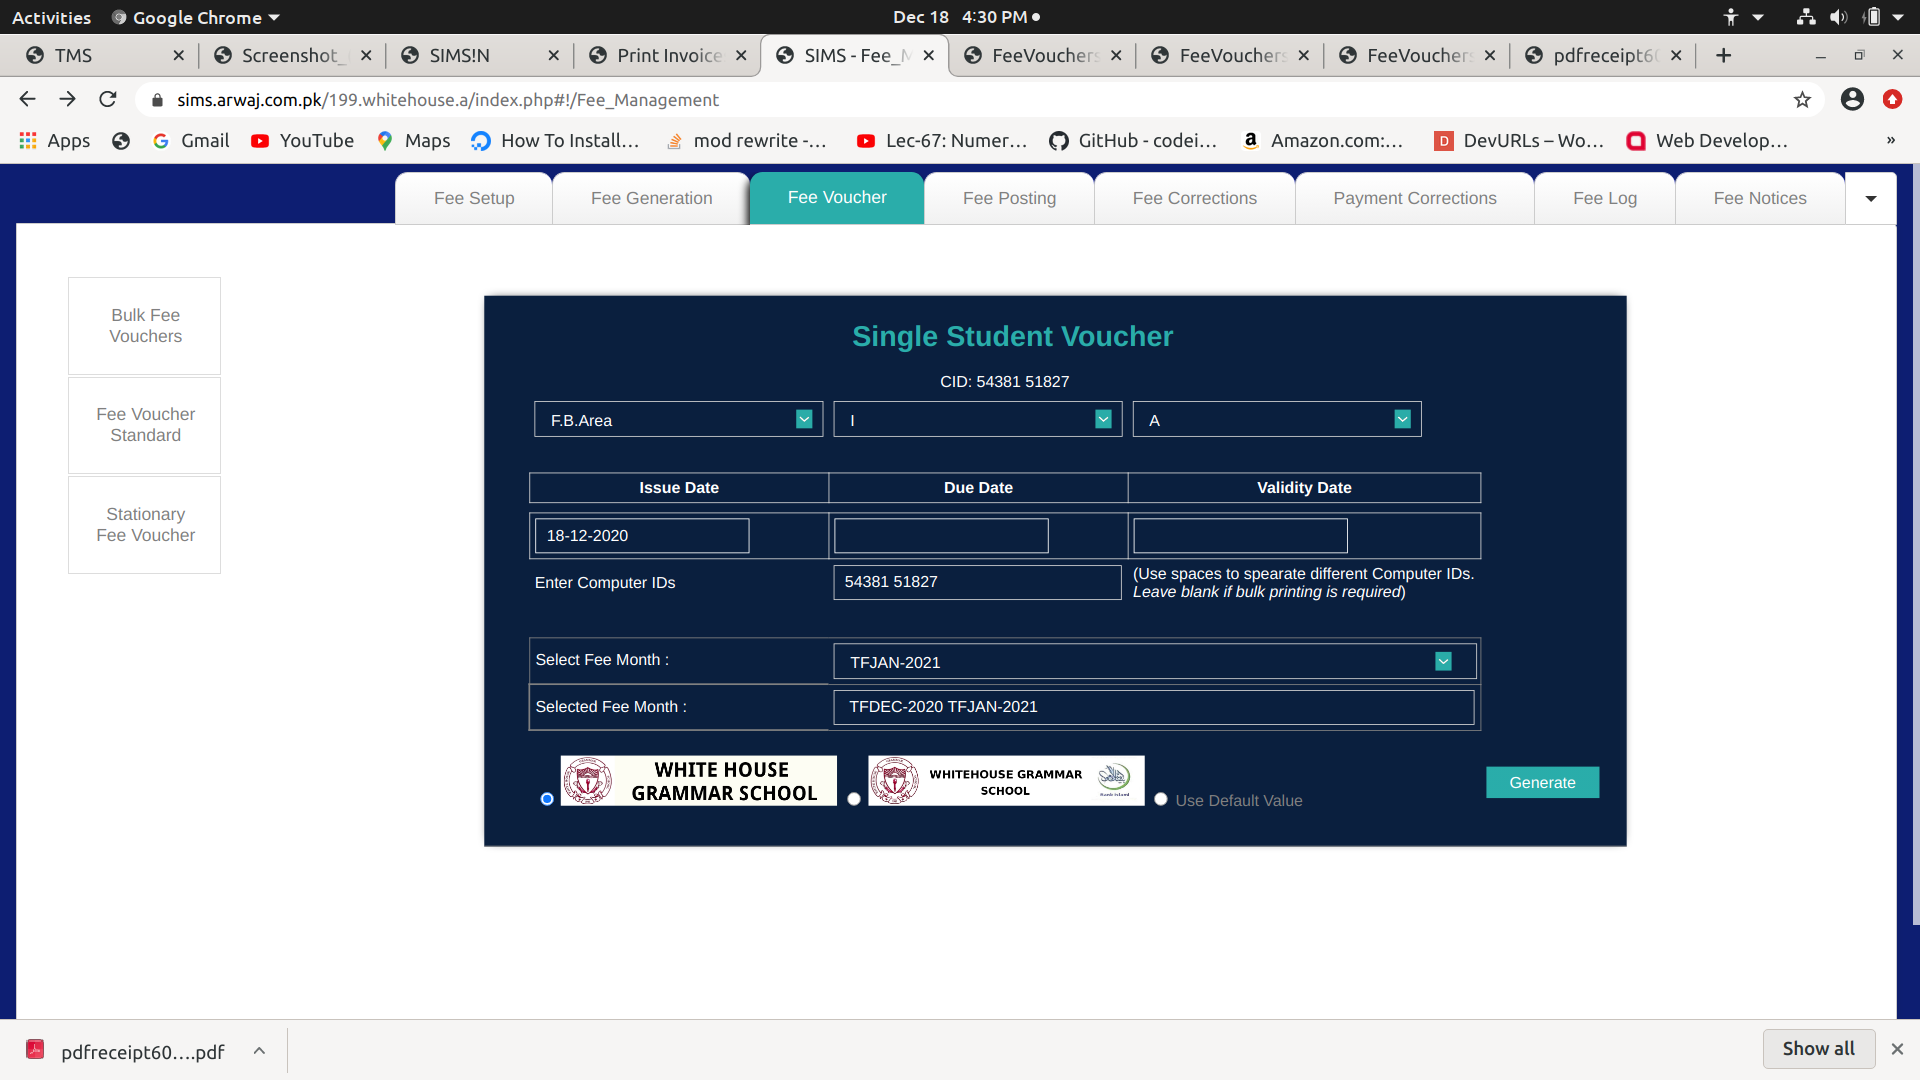 Activities Google Chrome Dec 18 4:30 PM
TMS Screenshot_ SIMS!N Print Invoice SIMS - Fee_M FeeVouchers FeeVouchers FeeVouchers pdfreceipt60
sims.arwaj.com.pk/199.whitehouse.a/index.php#!/Fee_Management
Apps Gmail YouTube Maps How To Install... mod rewrite -... Lec-67: Numer... GitHub - codei... Amazon.com:... DevURLs – Wo... Web Develop... »
Fee Setup Fee Generation Fee Voucher Fee Posting Fee Corrections Payment Corrections Fee Log Fee Notices
Bulk Fee
Vouchers
Fee Voucher
Standard
Stationary
Fee Voucher
Single Student Voucher
CID: 54381 51827
F.B.Area I A
Issue Date Due Date Validity Date
18-12-2020
Enter Computer IDs 54381 51827 (Use spaces to spearate different Computer IDs.
Leave blank if bulk printing is required)
Select Fee Month : TFJAN-2021
Selected Fee Month : TFDEC-2020 TFJAN-2021
WHITE HOUSE
GRAMMAR SCHOOL
WHITEHOUSE GRAMMAR
SCHOOL
Use Default Value
Generate
pdfreceipt60....pdf Show all